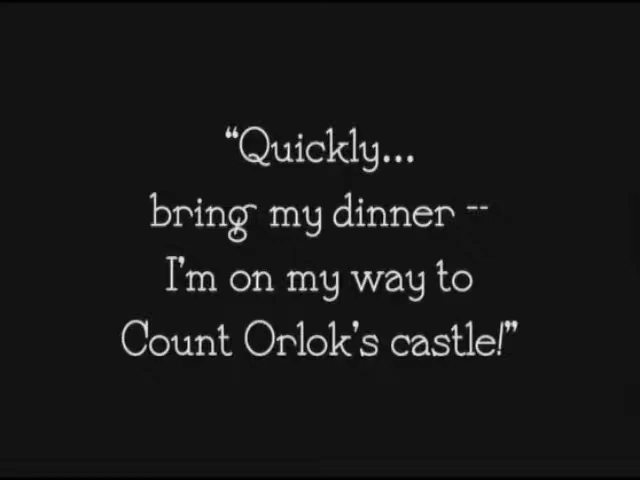 “Quickly...
bring my dinner --
I'm on my way to
Count Orlok's castle!”